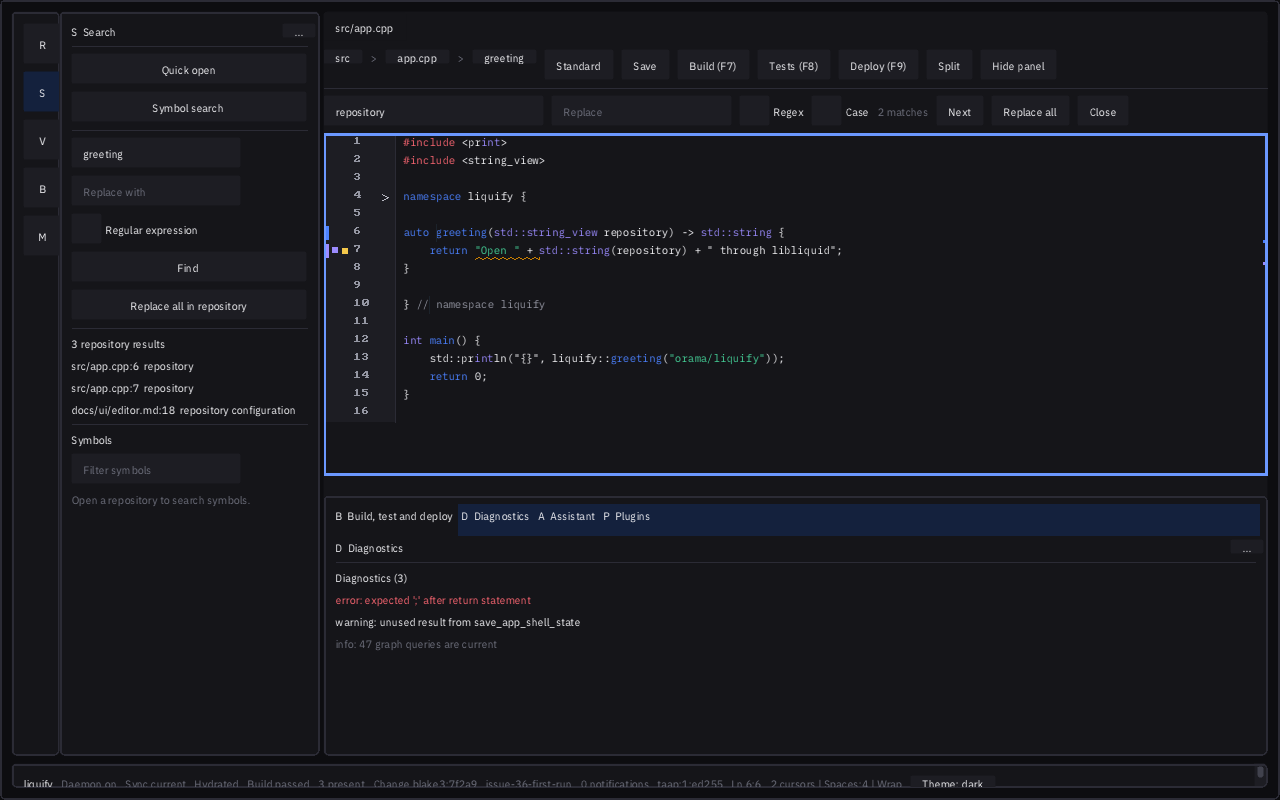 R
S
V
B
M
S Search
...
Quick open
Symbol search
greeting
Replace with
Regular expression
Find
Replace all in repository
3 repository results
src/app.cpp:6 repository
src/app.cpp:7 repository
docs/ui/editor.md:18 repository configuration
Symbols
Filter symbols
Open a repository to search symbols.
src/app.cpp
src > app.cpp > greeting Standard Save Build (F7) Tests (F8) Deploy (F9) Split Hide panel
repository Replace Regex Case 2 matches Next Replace all Close
1 #include <print>
2 #include <string_view>
3
4 > namespace liquify {
5
6 auto greeting(std::string_view repository) -> std::string {
7 return "Open " + std::string(repository) + " through libliquid";
8 }
9
10 } // namespace liquify
11
12 int main() {
13 std::println("{}", liquify::greeting("orama/liquify"));
14 return 0;
15 }
16
B Build, test and deploy D Diagnostics A Assistant P Plugins
D Diagnostics ...
Diagnostics (3)
error: expected ';' after return statement
warning: unused result from save_app_shell_state
info: 47 graph queries are current
liquify Daemon on Sync current Hydrated Build passed 3 present Change blake3:7f2a9 issue-36-first-run 0 notifications taap:1:ed255 Ln 6:6 2 cursors | Spaces:4 | Wrap Theme: dark